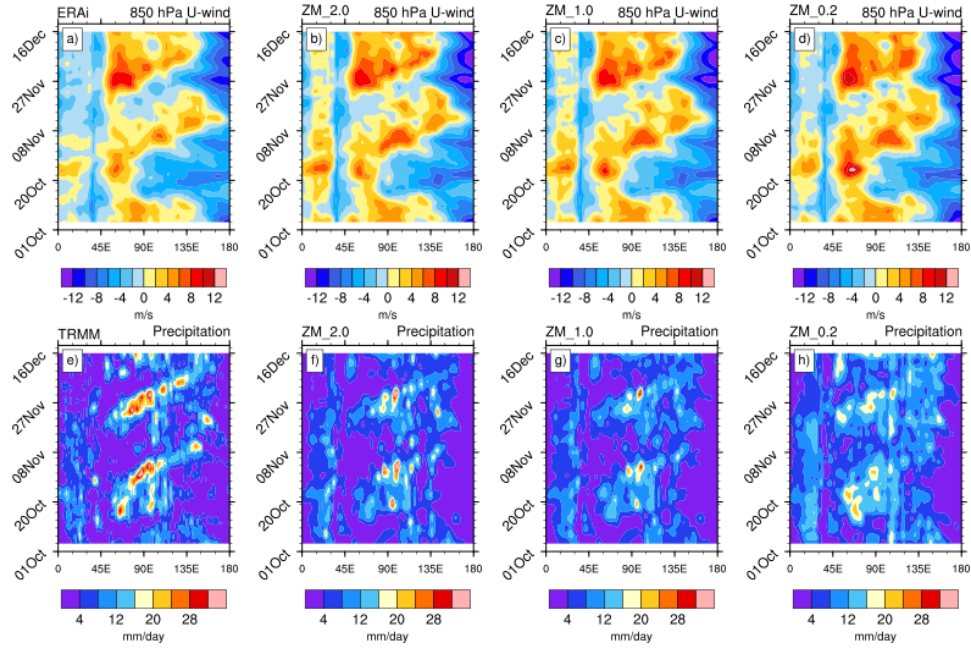 ERAi 850 hPa U-wind
a)
16Dec
27Nov
08Nov
20Oct
01Oct
0 45E 90E 135E 180
-12 -8 -4 0 4 8 12
m/s
ZM_2.0 850 hPa U-wind
b)
16Dec
27Nov
08Nov
20Oct
01Oct
0 45E 90E 135E 180
-12 -8 -4 0 4 8 12
m/s
ZM_1.0 850 hPa U-wind
c)
16Dec
27Nov
08Nov
20Oct
01Oct
0 45E 90E 135E 180
-12 -8 -4 0 4 8 12
m/s
ZM_0.2 850 hPa U-wind
d)
16Dec
27Nov
08Nov
20Oct
01Oct
0 45E 90E 135E 180
-12 -8 -4 0 4 8 12
m/s
TRMM Precipitation
e)
16Dec
27Nov
08Nov
20Oct
01Oct
0 45E 90E 135E 180
4 12 20 28
mm/day
ZM_2.0 Precipitation
f)
16Dec
27Nov
08Nov
20Oct
01Oct
0 45E 90E 135E 180
4 12 20 28
mm/day
ZM_1.0 Precipitation
g)
16Dec
27Nov
08Nov
20Oct
01Oct
0 45E 90E 135E 180
4 12 20 28
mm/day
ZM_0.2 Precipitation
h)
16Dec
27Nov
08Nov
20Oct
01Oct
0 45E 90E 135E 180
4 12 20 28
mm/day